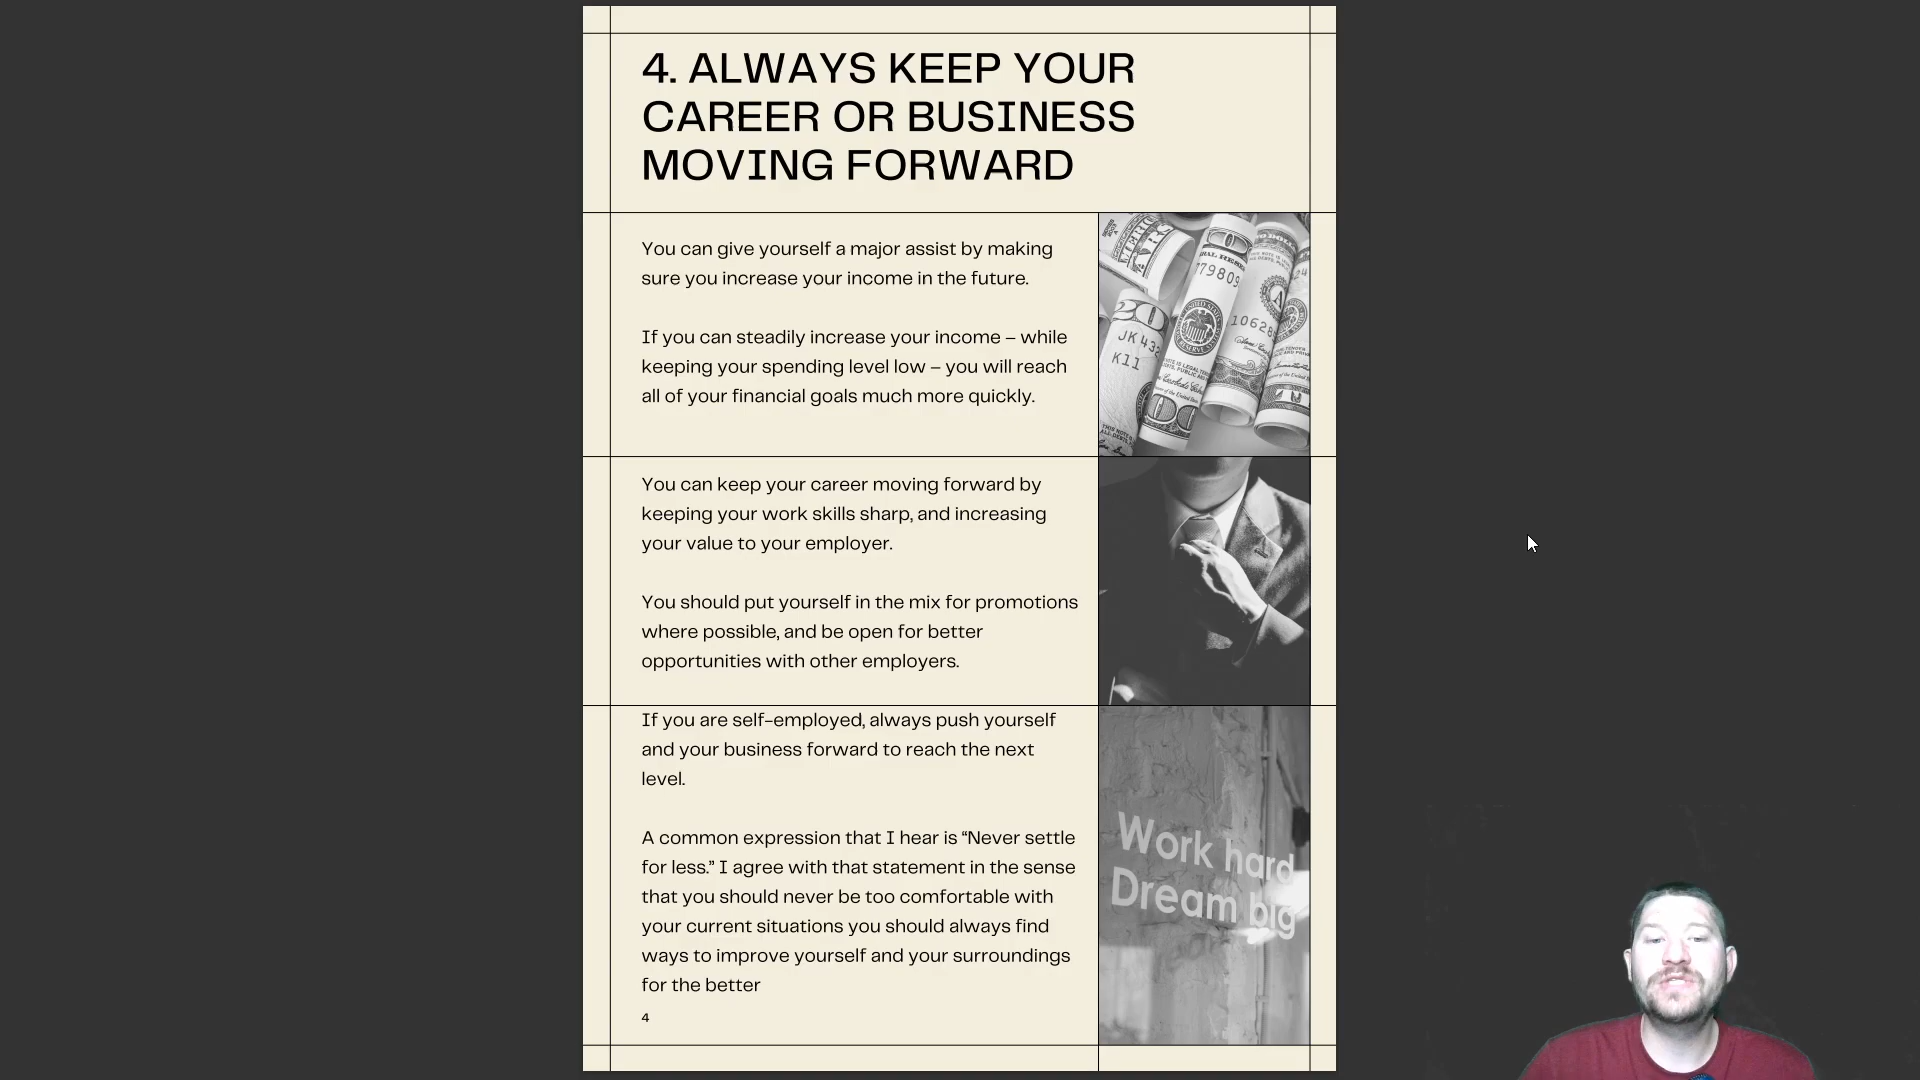 4. ALWAYS KEEP YOUR
CAREER OR BUSINESS
MOVING FORWARD
You can give yourself a major assist by making
sure you increase your income in the future.
If you can steadily increase your income – while
keeping your spending level low – you will reach
all of your financial goals much more quickly.
You can keep your career moving forward by
keeping your work skills sharp, and increasing
your value to your employer.
You should put yourself in the mix for promotions
where possible, and be open for better
opportunities with other employers.
If you are self-employed, always push yourself
and your business forward to reach the next
level.
A common expression that I hear is “Never settle
for less.” I agree with that statement in the sense
that you should never be too comfortable with
your current situations you should always find
ways to improve yourself and your surroundings
for the better
4
20
JK 432
K11
79809
10628
Work hard
Dream big